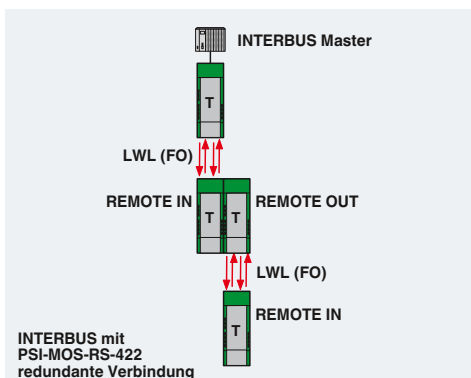 INTERBUS Master
T
LWL (FO)
REMOTE IN T T REMOTE OUT
LWL (FO)
REMOTE IN
T
INTERBUS mit
PSI-MOS-RS-422
redundante Verbindung